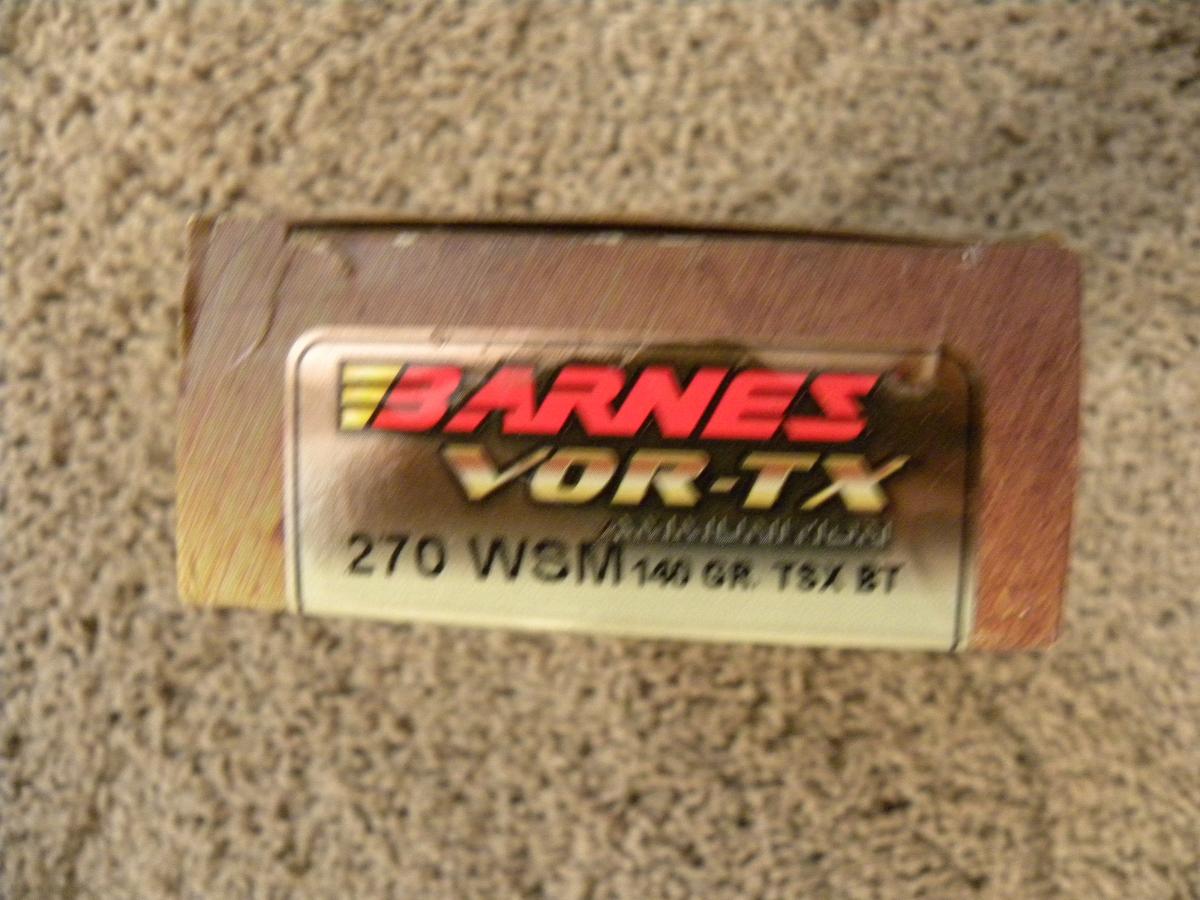 BARNES
VOR-TX
AMMUNITION
270 WSM 140 GR. TSX BT